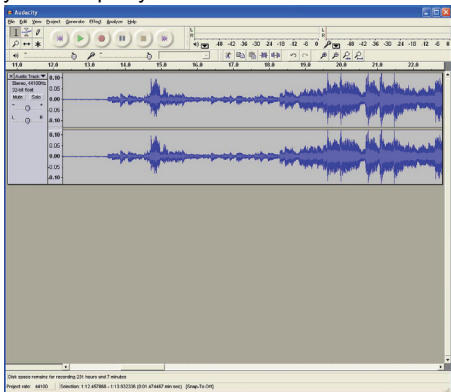 Audacity
File Edit View Project Generate Effect Analyze Help
L
R
-48 -42 -36 -30 -24 -18 -12 -6 0
L
R
-48 -42 -36 -30 -24 -18 -12 -6 0
11.0 12.0 13.0 14.0 15.0 16.0 17.0 18.0 19.0 20.0 21.0 22.0
Audio Track
Stereo, 44100Hz
32-bit float
Mute Solo
- +
L R
0.10
0.05
0.00
-0.05
-0.10
0.10
0.05
0.00
-0.05
-0.10
Disk space remains for recording 231 hours and 7 minutes
Project rate: 44100 Selection: 1:12.457868 - 1:13.932336 (0:01.474467 min:sec) [Snap-To Off]